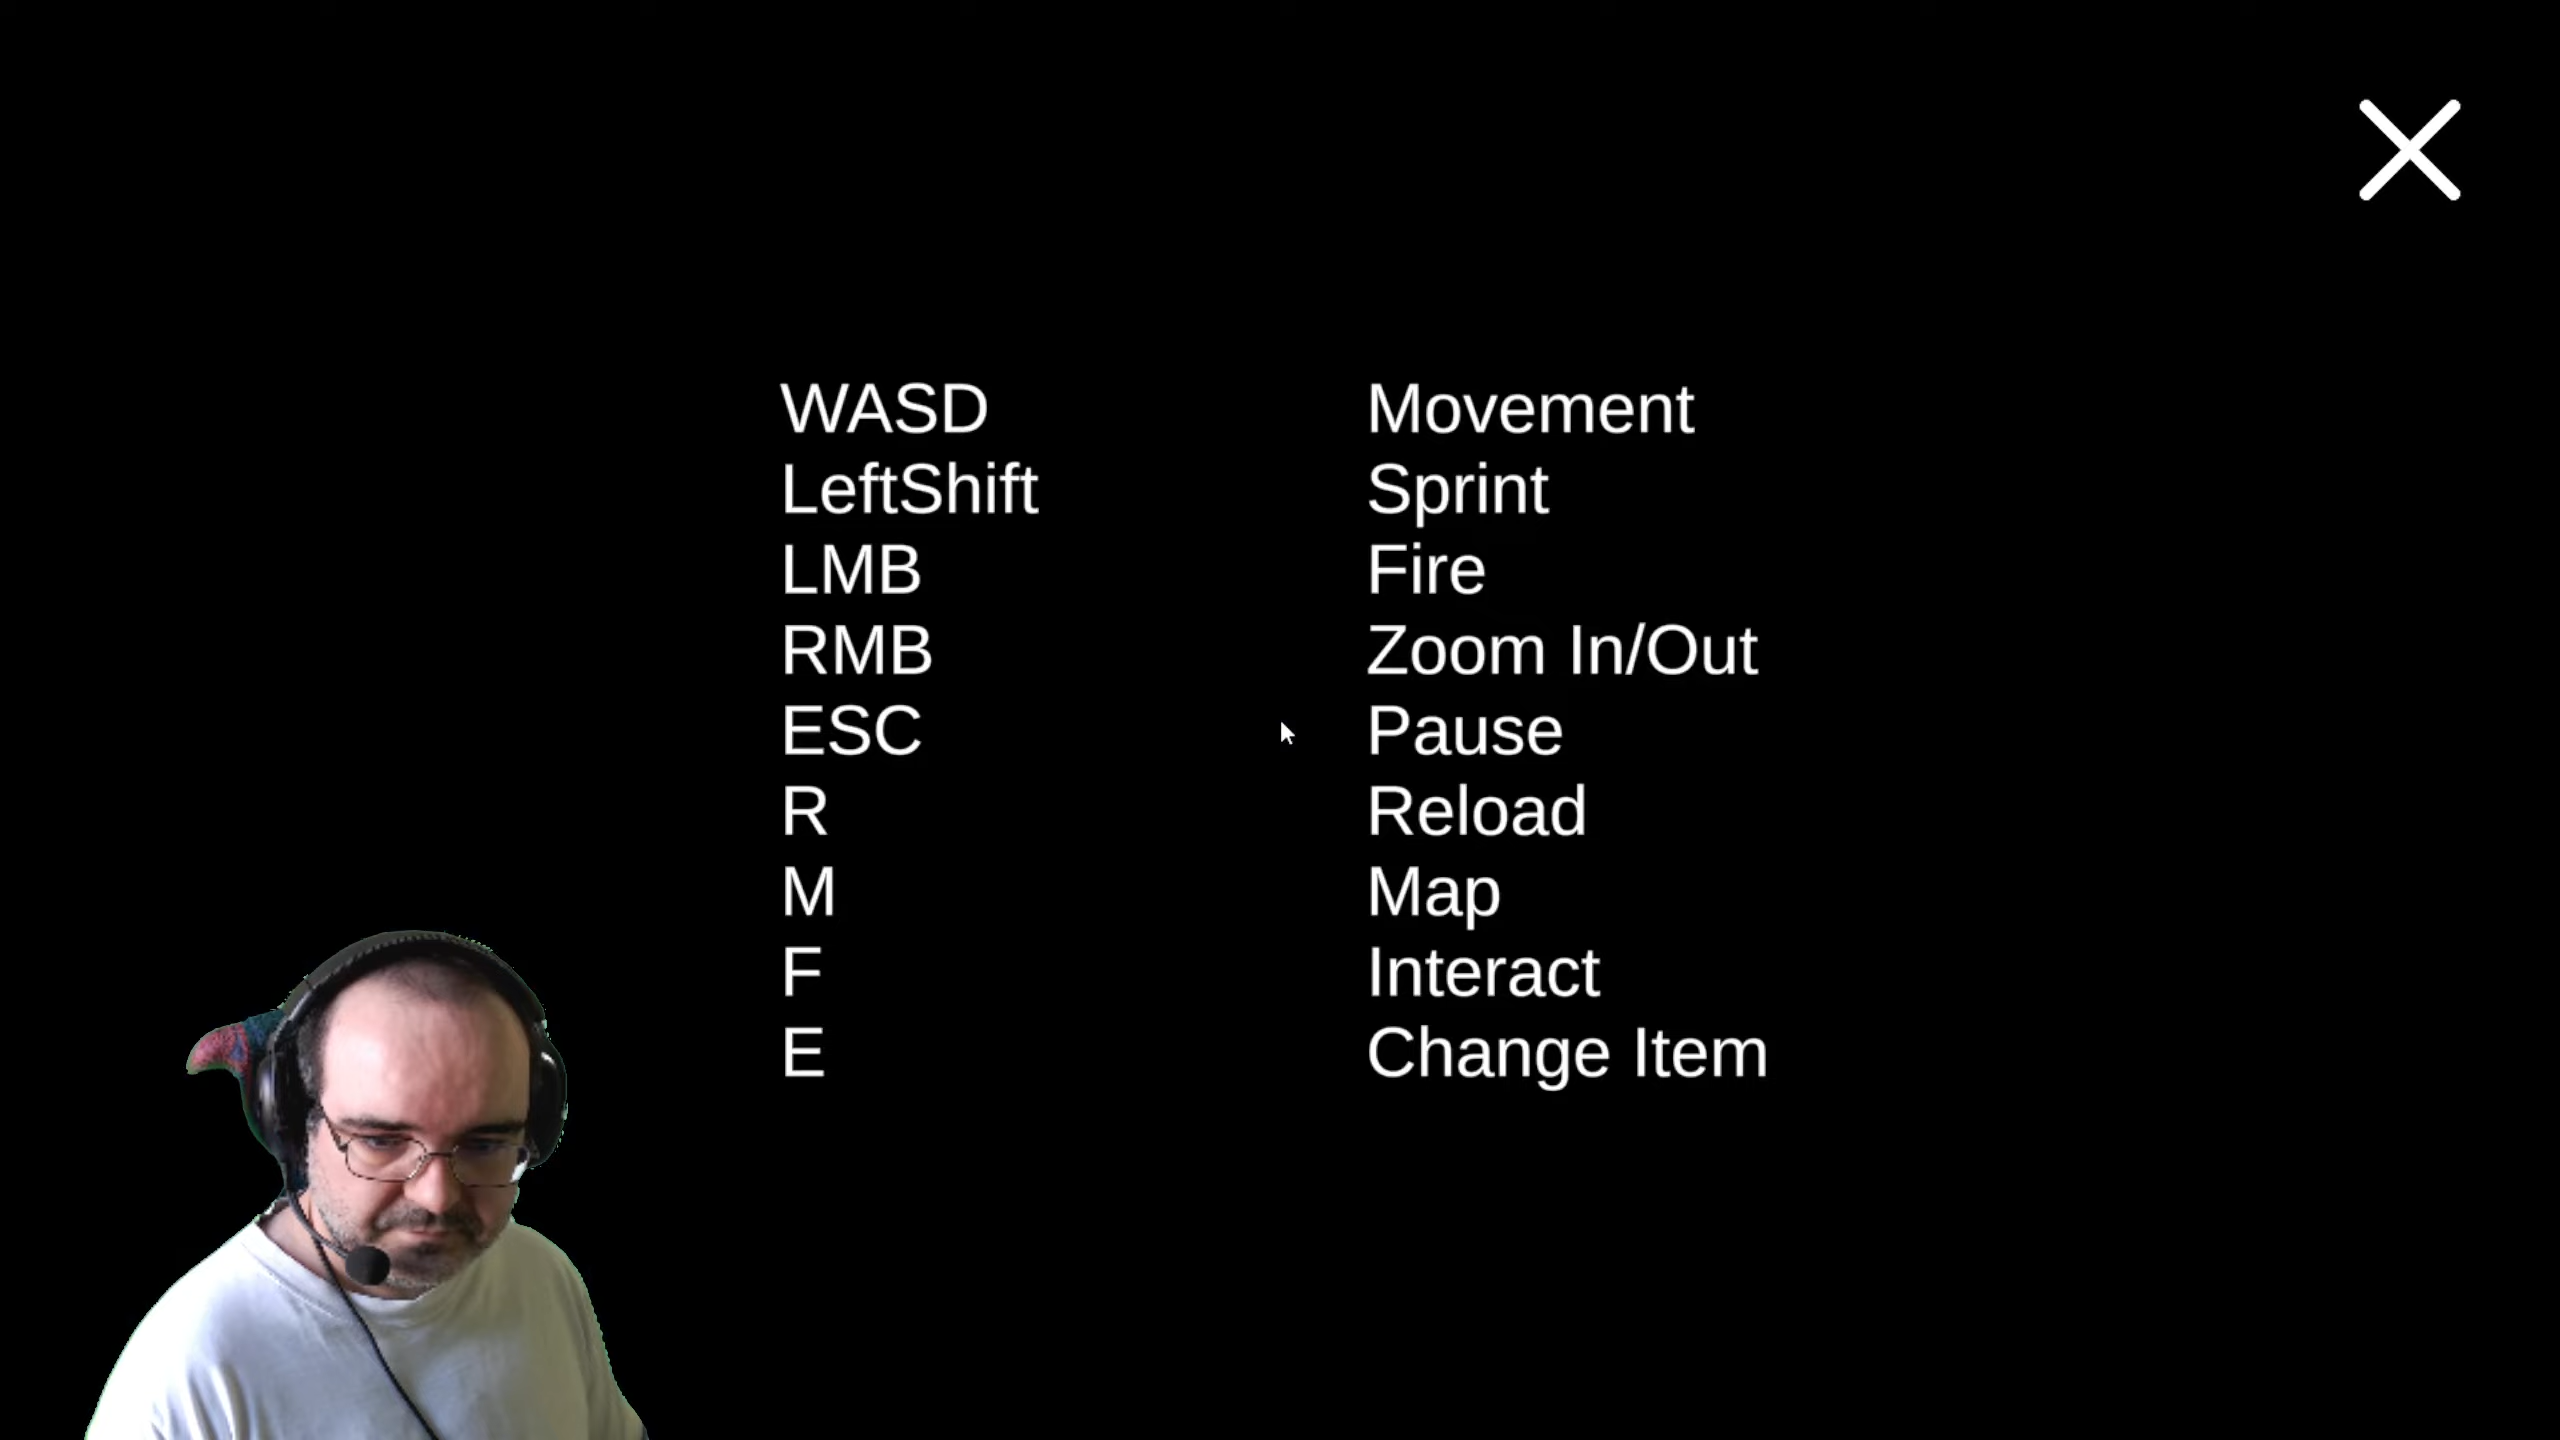 WASD Movement
LeftShift Sprint
LMB Fire
RMB Zoom In/Out
ESC Pause
R Reload
M Map
F Interact
E Change Item